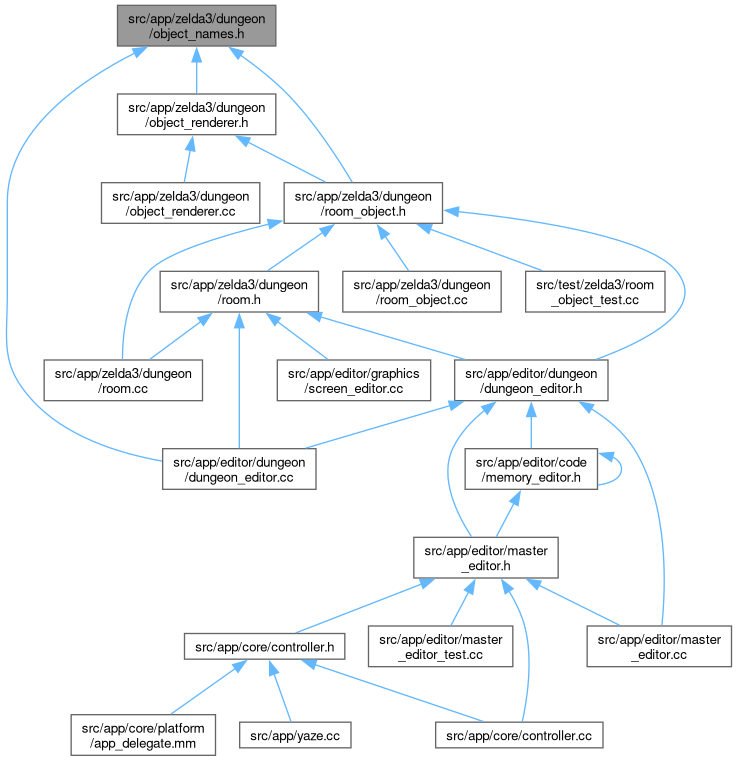 src/app/zelda3/dungeon
/object_names.h
src/app/zelda3/dungeon
/object_renderer.h
src/app/zelda3/dungeon
/object_renderer.cc
src/app/zelda3/dungeon
/room_object.h
src/app/zelda3/dungeon
/room.h
src/app/zelda3/dungeon
/room_object.cc
src/test/zelda3/room
_object_test.cc
src/app/zelda3/dungeon
/room.cc
src/app/editor/graphics
/screen_editor.cc
src/app/editor/dungeon
/dungeon_editor.h
src/app/editor/dungeon
/dungeon_editor.cc
src/app/editor/code
/memory_editor.h
src/app/editor/master
_editor.h
src/app/core/controller.h
src/app/editor/master
_editor_test.cc
src/app/editor/master
_editor.cc
src/app/core/platform
/app_delegate.mm
src/app/yaze.cc
src/app/core/controller.cc